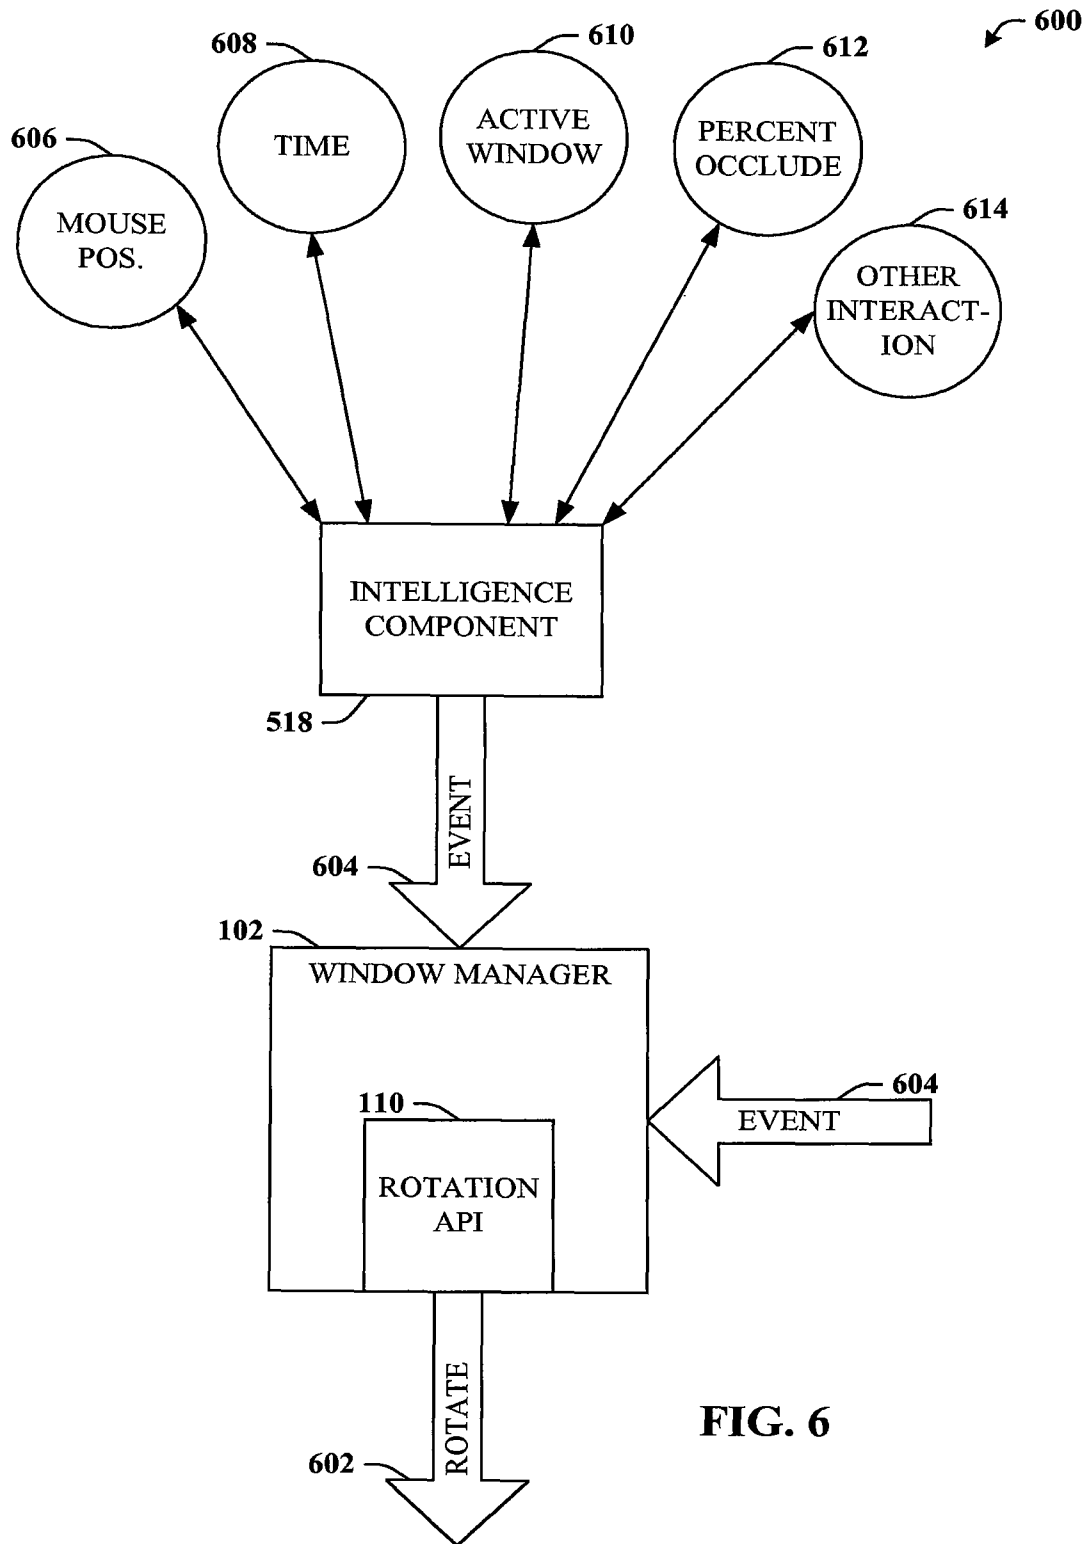 600
610
608
612
ACTIVE
WINDOW
PERCENT
OCCLUDE
TIME
606
614
MOUSE
POS.
OTHER
INTERACT-
ION
INTELLIGENCE
COMPONENT
518
EVENT
604
102
WINDOW MANAGER
604
EVENT
110
ROTATION
API
ROTATE
602
FIG. 6